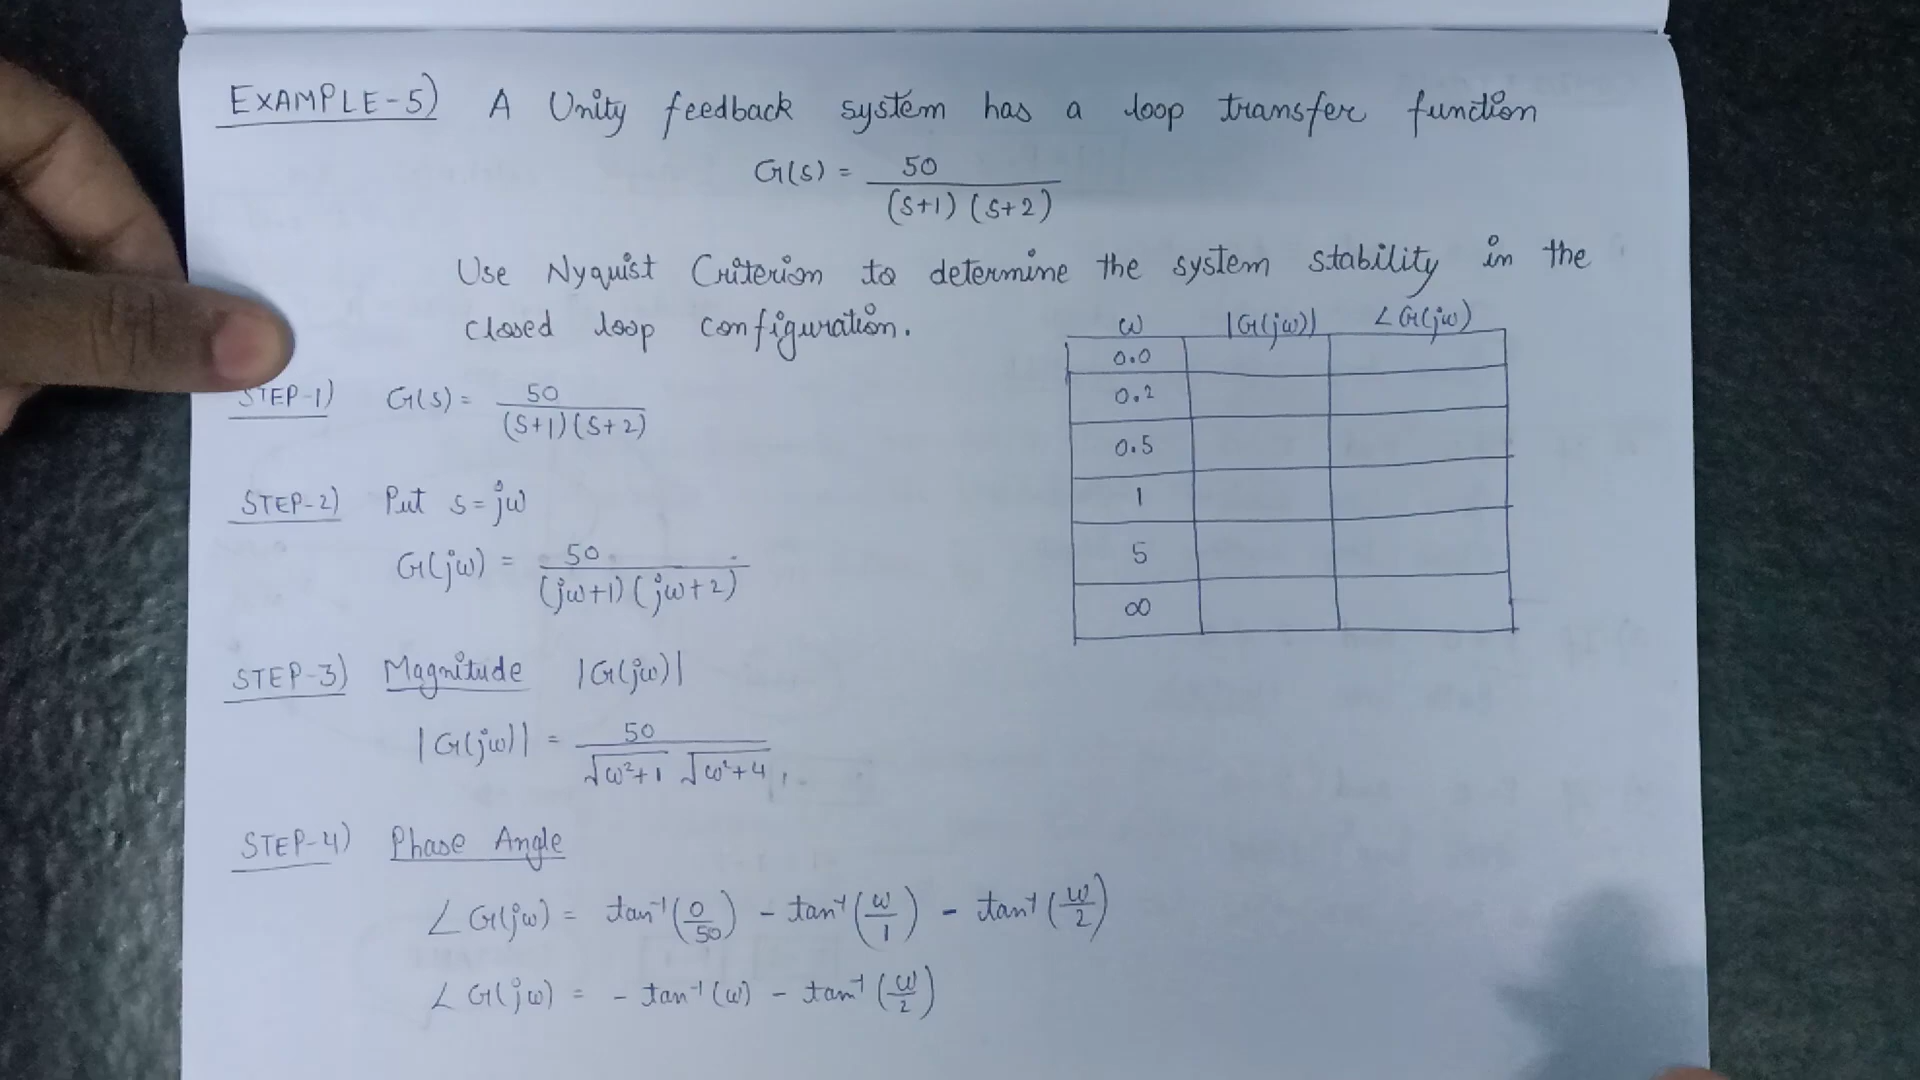 EXAMPLE-5) A Unity feedback system has a loop transfer function
G(s) = 50 / (s+1) (s+2)
Use Nyquist Criterion to determine the system stability in the
closed loop configuration.
ω |G(jω)| ∠G(jω)
0.0
0.2
0.5
1
5
∞
STEP-1) G(s) = 50 / (s+1) (s+2)
STEP-2) Put s = jω
G(jω) = 50 / (jω+1) (jω+2)
STEP-3) Magnitude |G(jω)|
|G(jω)| = 50 / √ω²+1 √ω²+4
STEP-4) Phase Angle
∠G(jω) = tan⁻¹(0/50) - tan⁻¹(ω/1) - tan⁻¹(ω/2)
∠G(jω) = - tan⁻¹(ω) - tan⁻¹(ω/2)